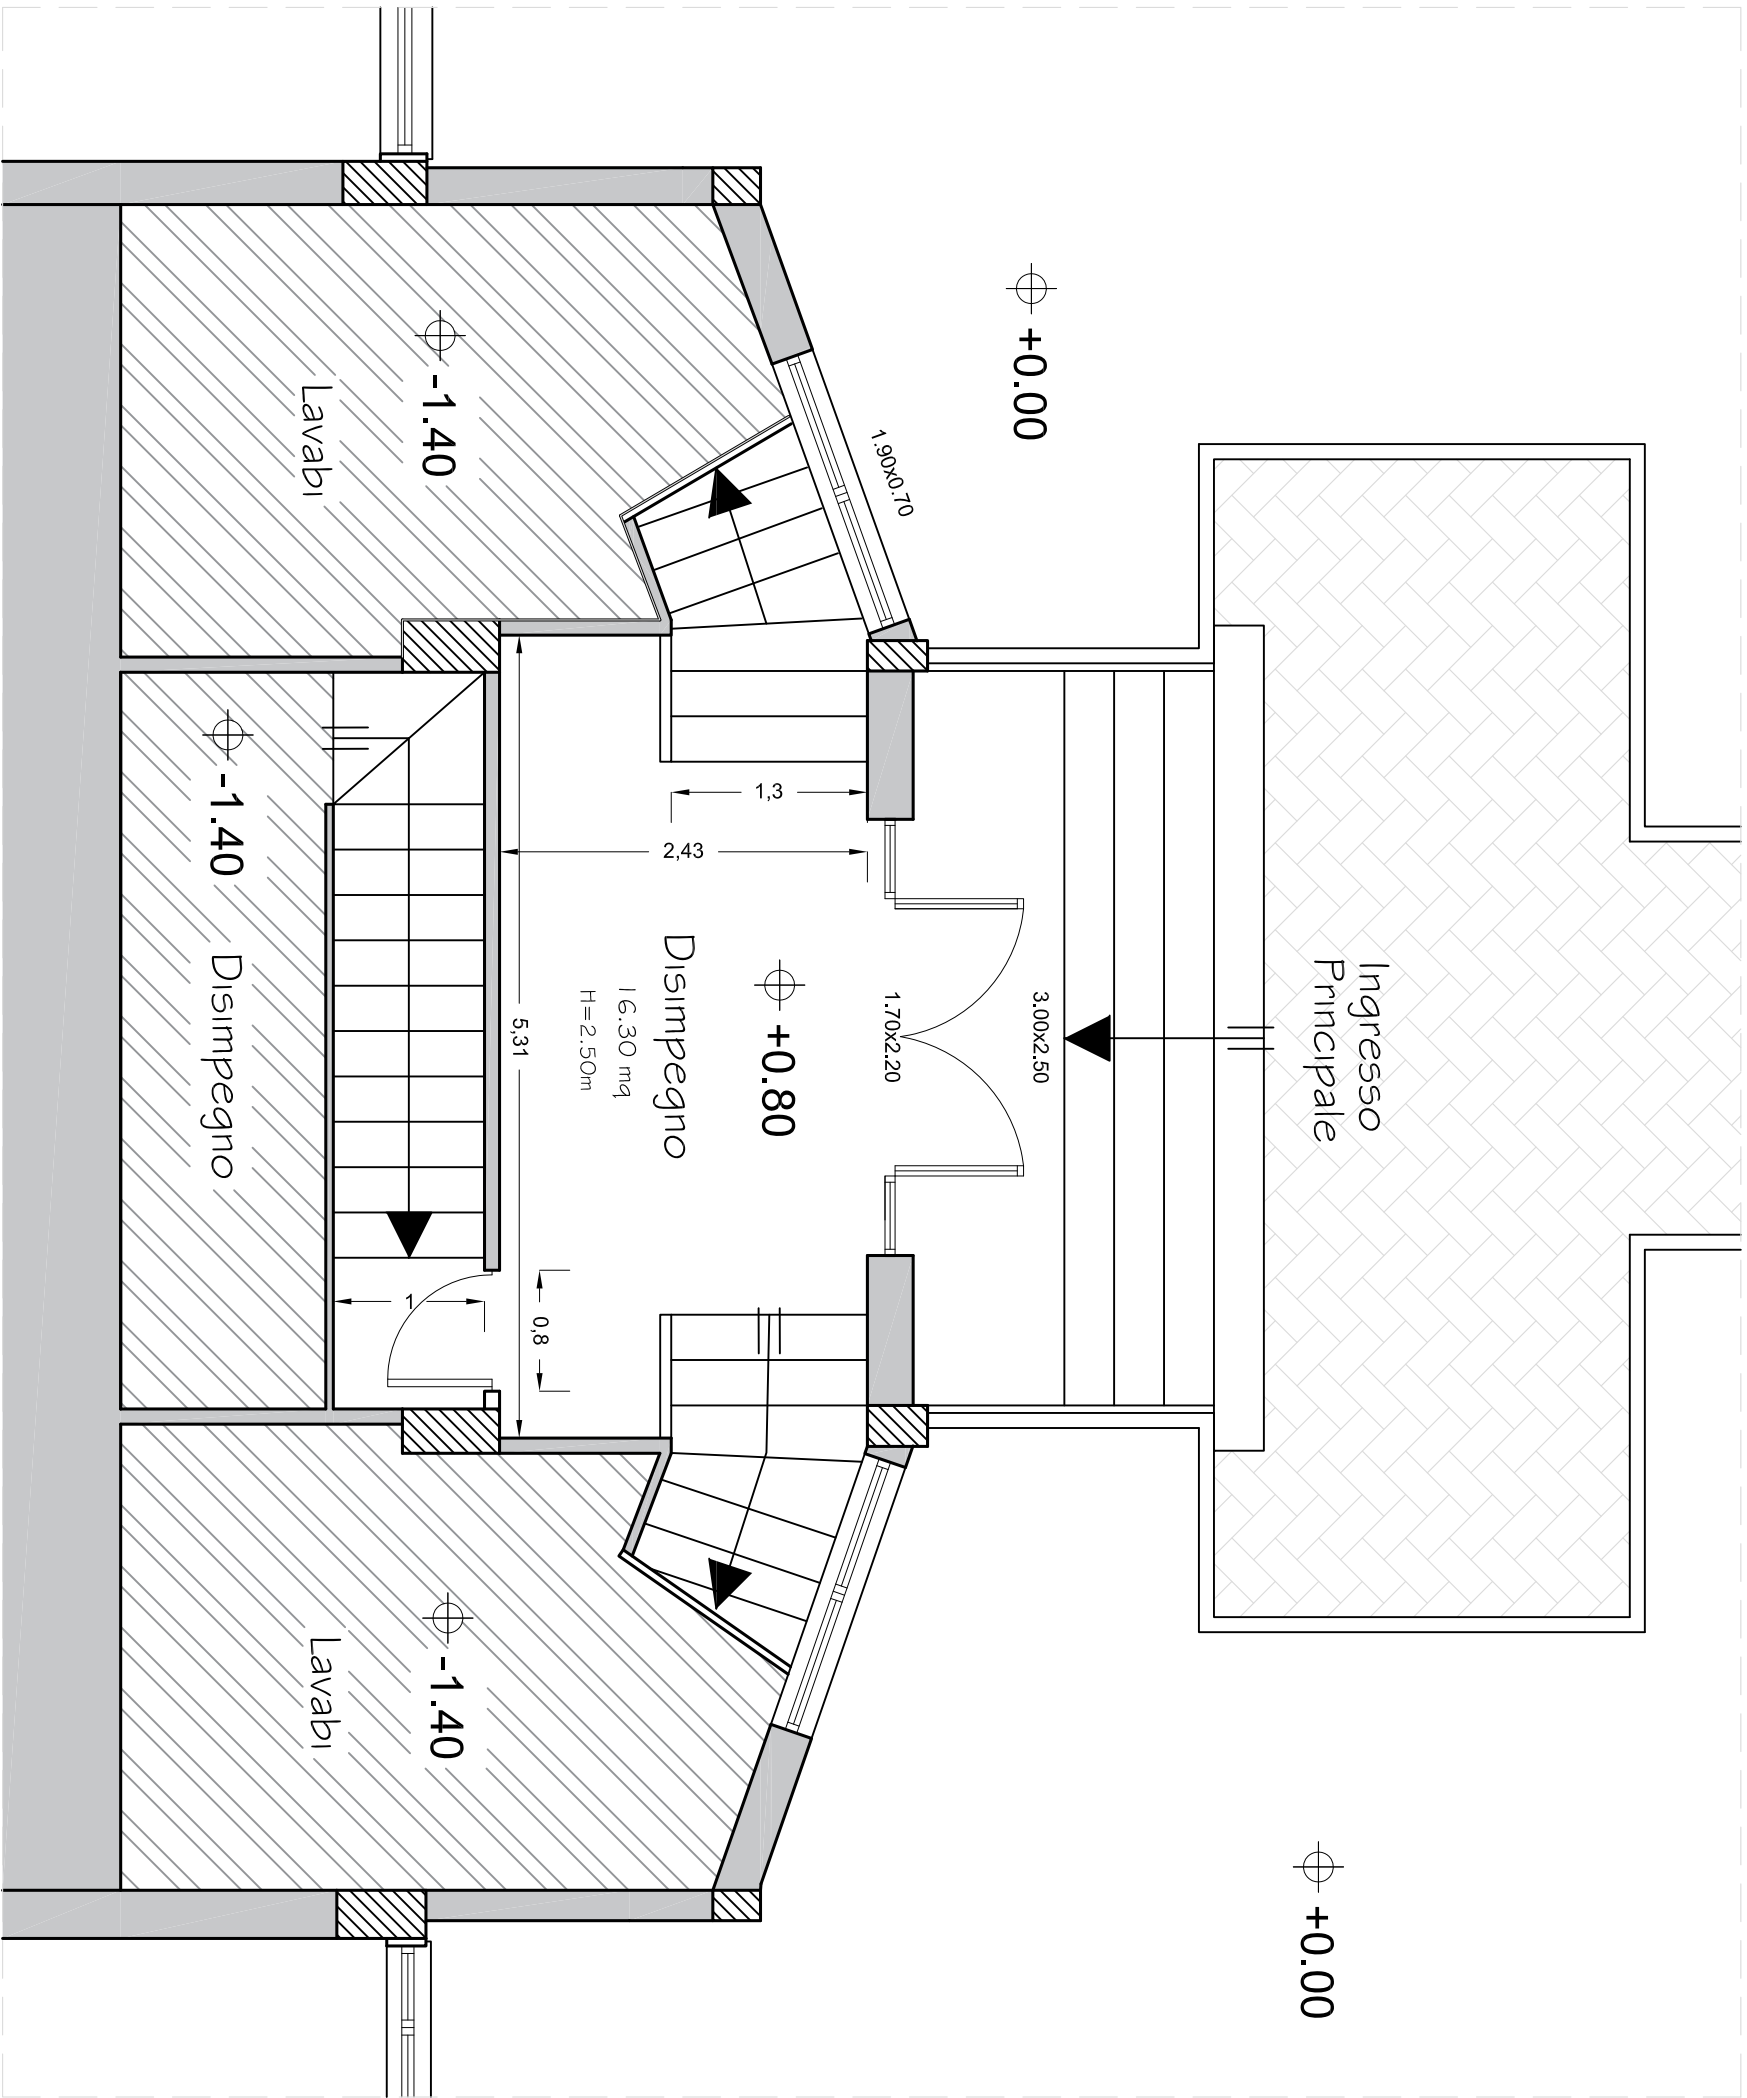 +0.00
+0.00
Ingresso
Principale
3.00x2.50
1.70x2.20
1.90x0.70
+0.80
1,3
2,43
Disimpegno
16.30 mq
H=2.50m
5,31
0,8
1
-1.40
Lavabi
-1.40
Disimpegno
-1.40
Lavabi